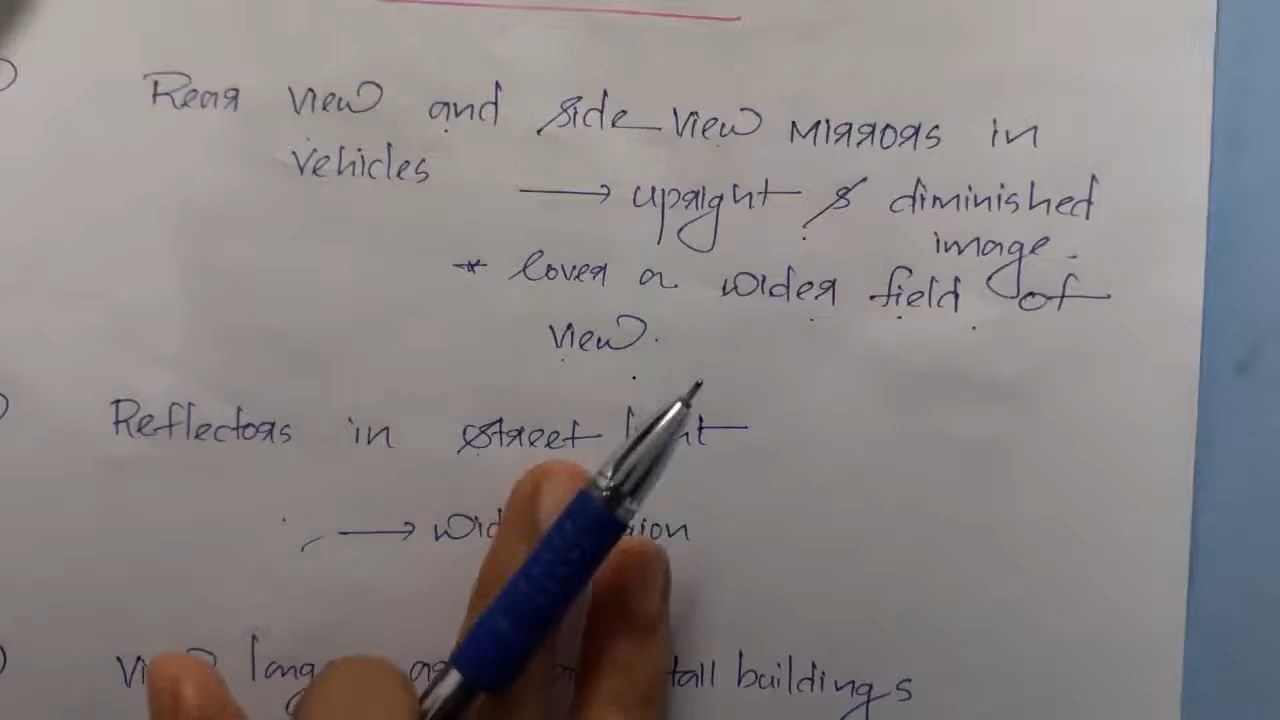 Rear view and side view mirrors in
vehicles
→ upright & diminished
image.
* cover a wider field of
view.
Reflectors in street
→
tall buildings